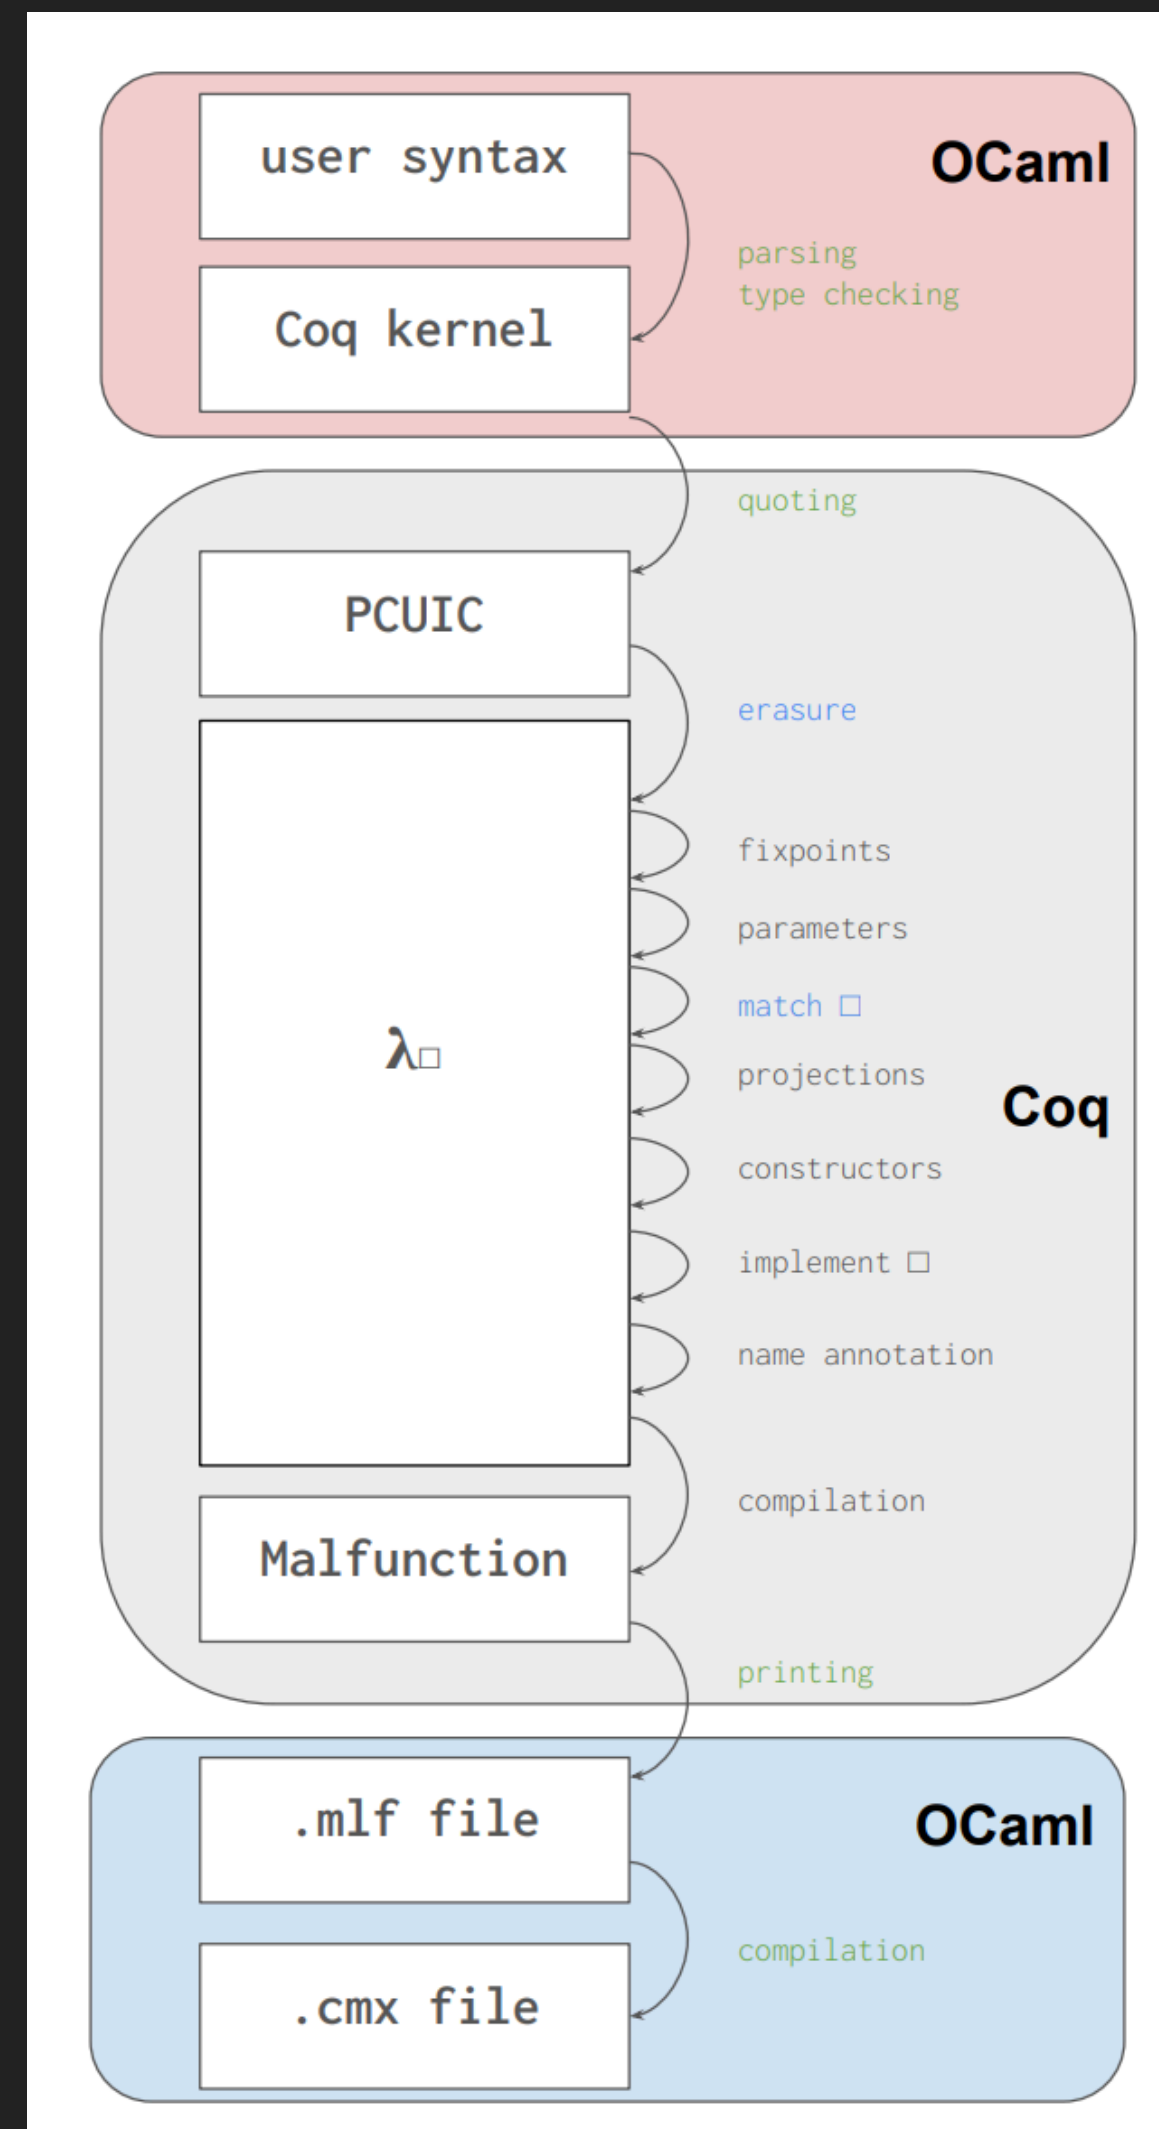 user syntax
OCaml
parsing
type checking
Coq kernel
quoting
PCUIC
erasure
fixpoints
parameters
match □
λ□
projections
Coq
constructors
implement □
name annotation
compilation
Malfunction
printing
.mlf file
OCaml
compilation
.cmx file